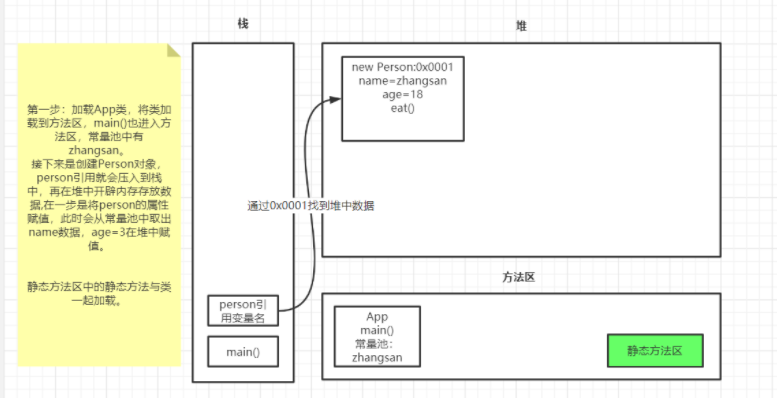 栈
堆
第一步：加载App类，将类加
载到方法区，main()也进入方
法区，常量池中有
zhangsan。
接下来是创建Person对象，
person引用就会压入到栈
中，再在堆中开辟内存存放数
据,在一步是将person的属性
赋值，此时会从常量池中取出
name数据，age=3在堆中赋
值。
静态方法区中的静态方法与类
一起加载。
new Person:0x0001
name=zhangsan
age=18
eat()
通过0x0001找到堆中数据
person引
用变量名
main()
方法区
App
main()
常量池：
zhangsan
静态方法区